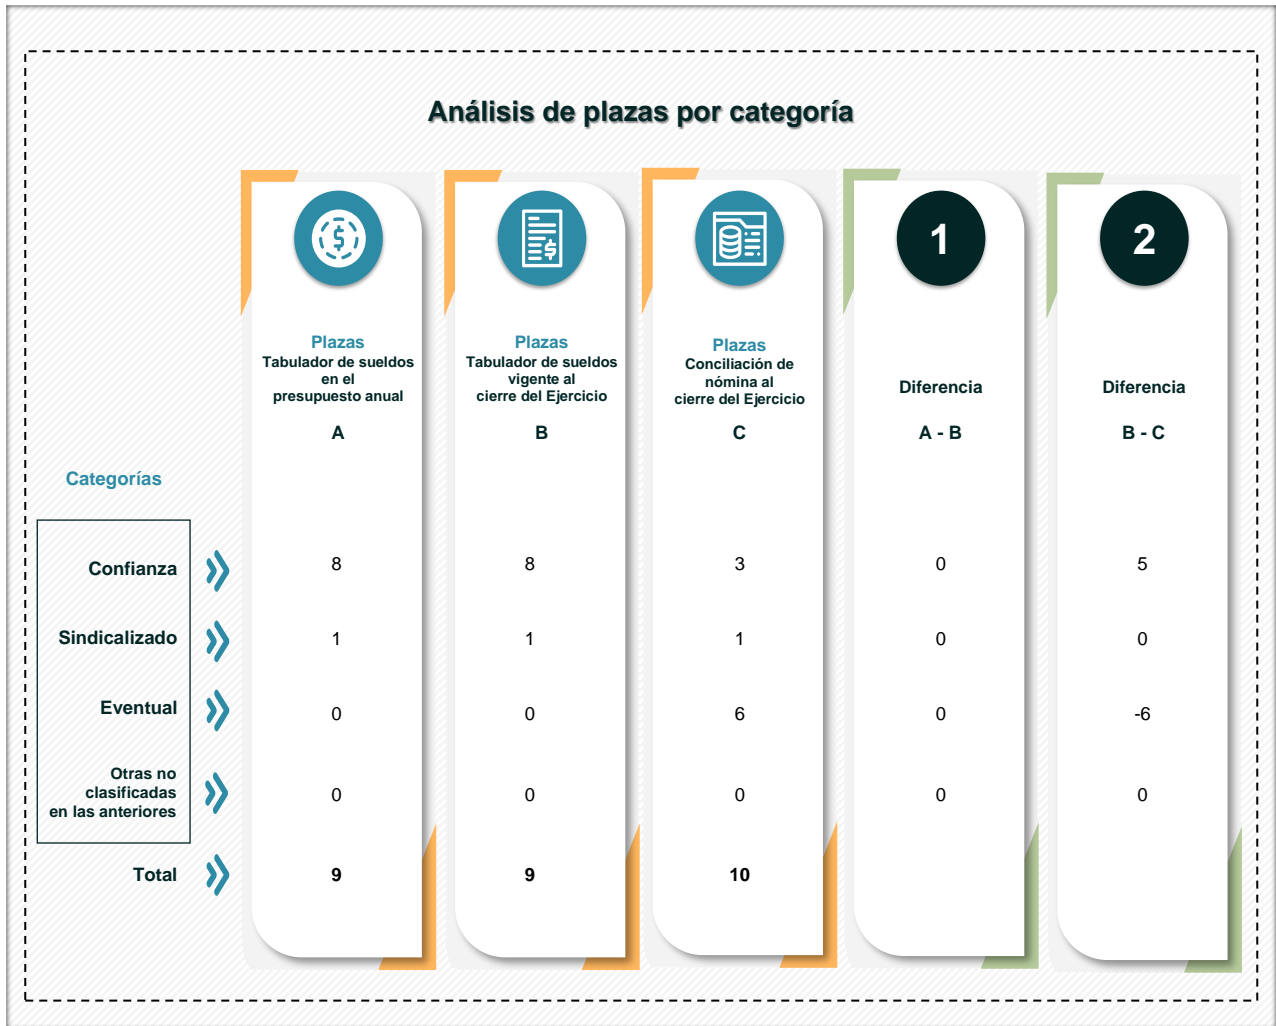 Análisis de plazas por categoría
Plazas
Tabulador de sueldos
en el
presupuesto anual
A
Plazas
Tabulador de sueldos
vigente al
cierre del Ejercicio
B
Plazas
Conciliación de
nómina al
cierre del Ejercicio
C
1
Diferencia
A - B
2
Diferencia
B - C
Categorías
Confianza 8 8 3 0 5
Sindicalizado 1 1 1 0 0
Eventual 0 0 6 0 -6
Otras no
clasificadas
en las anteriores 0 0 0 0 0
Total 9 9 10